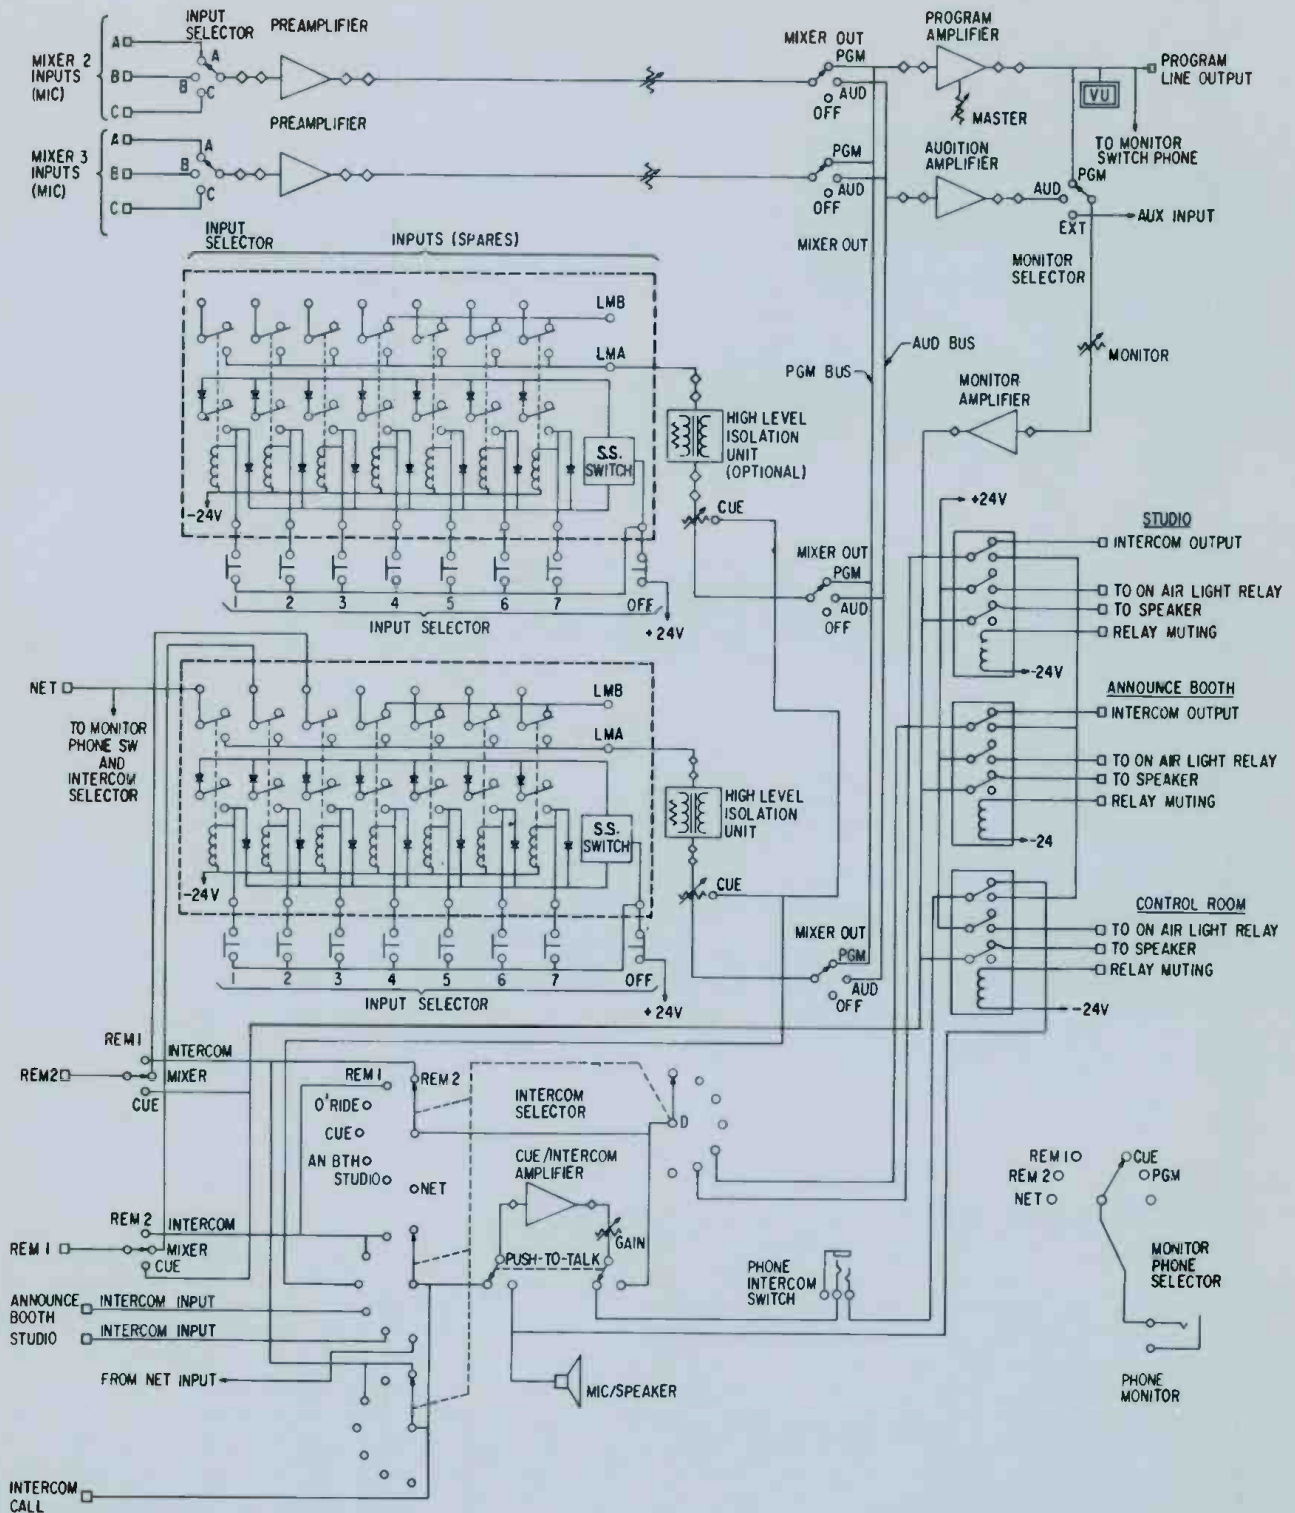 MIXER 2
INPUTS
(MIC)
A
B
C
INPUT
SELECTOR
A
B
C
PREAMPLIFIER
MIXER OUT
PGM
AUD
OFF
PROGRAM
AMPLIFIER
MASTER
VU
PROGRAM
LINE OUTPUT
TO MONITOR
SWITCH PHONE
MIXER 3
INPUTS
(MIC)
A
B
C
A
B
C
PREAMPLIFIER
PGM
AUD
OFF
MIXER OUT
AUDITION
AMPLIFIER
PGM
AUD
EXT
AUX INPUT
MONITOR
SELECTOR
MONITOR
MONITOR
AMPLIFIER
AUD BUS
PGM BUS
INPUT
SELECTOR
INPUTS (SPARES)
LMB
LMA
S.S.
SWITCH
-24V
HIGH LEVEL
ISOLATION
UNIT
(OPTIONAL)
CUE
MIXER OUT
PGM
AUD
OFF
1 2 3 4 5 6 7 OFF
INPUT SELECTOR
+24V
+24V
STUDIO
INTERCOM OUTPUT
TO ON AIR LIGHT RELAY
TO SPEAKER
RELAY MUTING
-24V
NET
TO MONITOR
PHONE SW
AND
INTERCOM
SELECTOR
LMB
LMA
S.S.
SWITCH
-24V
HIGH LEVEL
ISOLATION
UNIT
CUE
MIXER OUT
PGM
AUD
OFF
1 2 3 4 5 6 7 OFF
INPUT SELECTOR
+24V
ANNOUNCE BOOTH
INTERCOM OUTPUT
TO ON AIR LIGHT RELAY
TO SPEAKER
RELAY MUTING
-24
CONTROL ROOM
TO ON AIR LIGHT RELAY
TO SPEAKER
RELAY MUTING
-24V
REM 1
INTERCOM
REM2
MIXER
CUE
REM 1
REM 2
O'RIDE
CUE
AN BTH
STUDIO
NET
INTERCOM
SELECTOR
D
CUE/INTERCOM
AMPLIFIER
GAIN
PUSH-TO-TALK
REM 2
INTERCOM
REM 1
MIXER
CUE
ANNOUNCE
BOOTH
INTERCOM INPUT
STUDIO
INTERCOM INPUT
FROM NET INPUT
MIC/SPEAKER
PHONE
INTERCOM
SWITCH
REM 1
REM 2
NET
CUE
PGM
MONITOR
PHONE
SELECTOR
PHONE
MONITOR
INTERCOM
CALL